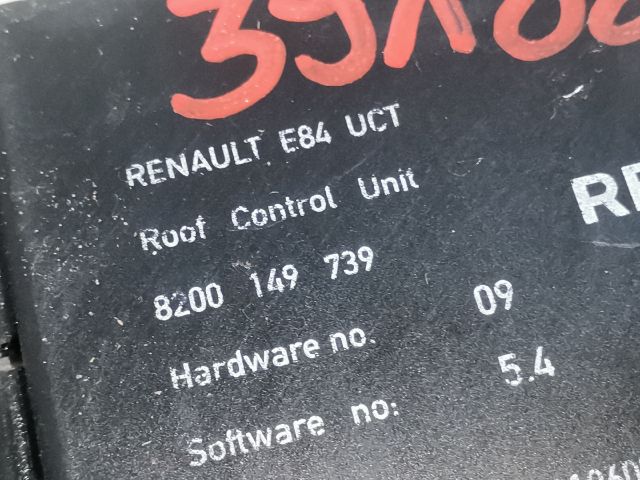 RENAULT E84 UCT
Roof Control Unit
8200 149 739
Hardware no. 09
Software no: 5.4